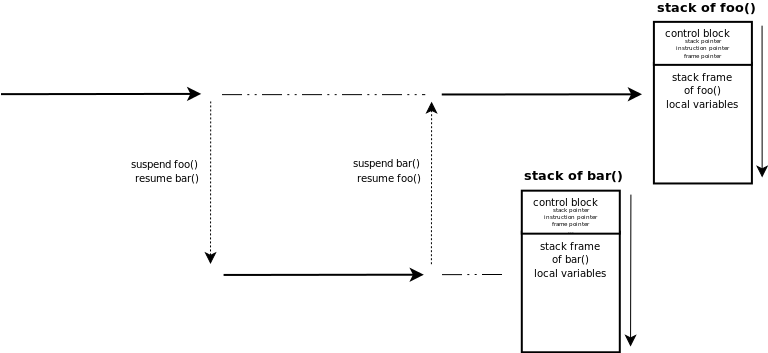 stack of foo()
control block
stack pointer
instruction pointer
frame pointer
stack frame
of foo()
local variables
suspend foo()
resume bar()
suspend bar()
resume foo()
stack of bar()
control block
stack pointer
instruction pointer
frame pointer
stack frame
of bar()
local variables